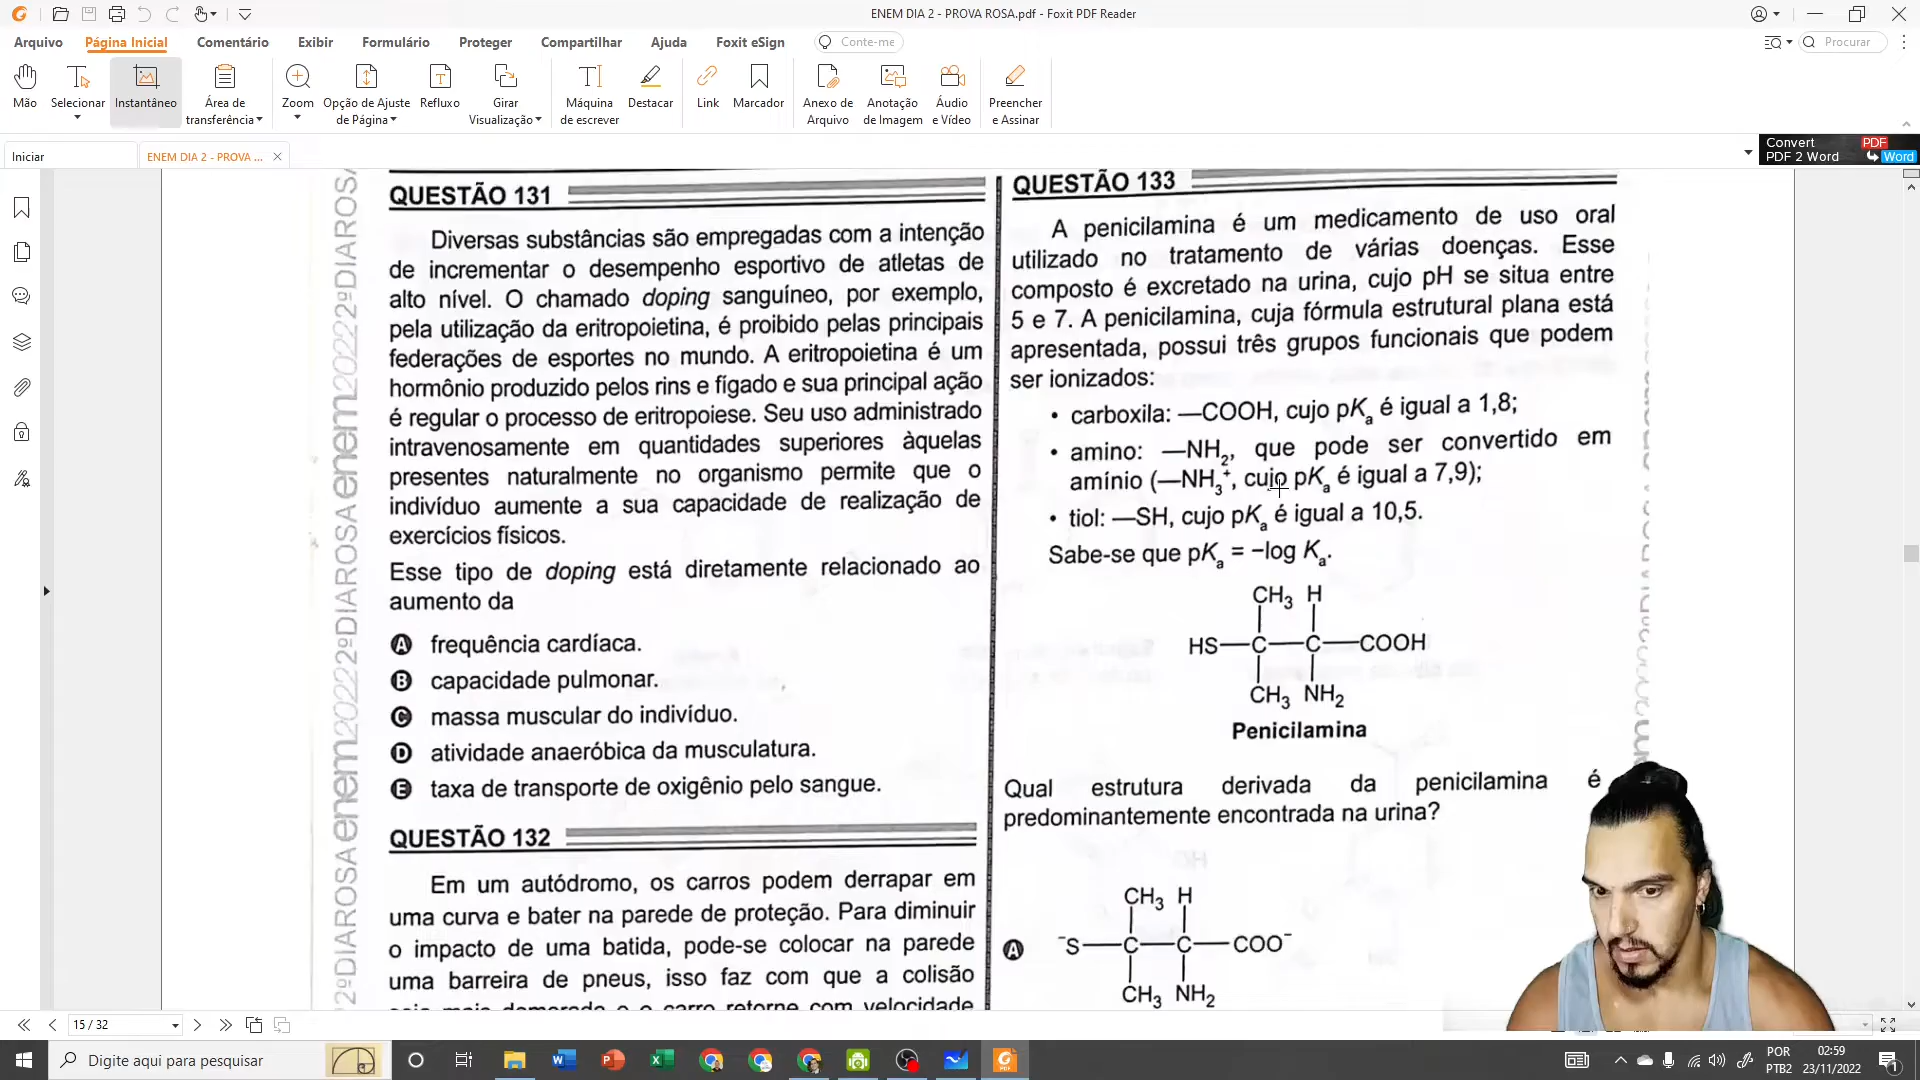 ENEM DIA 2 - PROVA ROSA.pdf - Foxit PDF Reader
Arquivo
Página Inicial
Comentário
Exibir
Formulário
Proteger
Compartilhar
Ajuda
Foxit eSign
Conte-me
Procurar
Mão
Selecionar
Instantâneo
Área de
transferência
Zoom
Opção de Ajuste
de Página
Refluxo
Girar
Visualização
Máquina
de escrever
Destacar
Link
Marcador
Anexo de
Arquivo
Anotação
de Imagem
Áudio
e Vídeo
Preencher
e Assinar
Iniciar
ENEM DIA 2 - PROVA ...
Convert
PDF 2 Word
PDF
Word
2ºDIAROSAenem2022
QUESTÃO 131
Diversas substâncias são empregadas com a intenção
de incrementar o desempenho esportivo de atletas de
alto nível. O chamado doping sanguíneo, por exemplo,
pela utilização da eritropoietina, é proibido pelas principais
federações de esportes no mundo. A eritropoietina é um
hormônio produzido pelos rins e fígado e sua principal ação
é regular o processo de eritropoiese. Seu uso administrado
intravenosamente em quantidades superiores àquelas
presentes naturalmente no organismo permite que o
indivíduo aumente a sua capacidade de realização de
exercícios físicos.
Esse tipo de doping está diretamente relacionado ao
aumento da
A frequência cardíaca.
B capacidade pulmonar.
C massa muscular do indivíduo.
D atividade anaeróbica da musculatura.
E taxa de transporte de oxigênio pelo sangue.
QUESTÃO 132
Em um autódromo, os carros podem derrapar em
uma curva e bater na parede de proteção. Para diminuir
o impacto de uma batida, pode-se colocar na parede
uma barreira de pneus, isso faz com que a colisão
seja mais demorada e o carro retorne com velocidade
QUESTÃO 133
A penicilamina é um medicamento de uso oral
utilizado no tratamento de várias doenças. Esse
composto é excretado na urina, cujo pH se situa entre
5 e 7. A penicilamina, cuja fórmula estrutural plana está
apresentada, possui três grupos funcionais que podem
ser ionizados:
• carboxila: —COOH, cujo pKa é igual a 1,8;
• amino: —NH2, que pode ser convertido em
amínio (—NH3+, cujo pKa é igual a 7,9);
• tiol: —SH, cujo pKa é igual a 10,5.
Sabe-se que pKa = −log Ka.
CH3 H
HS—C—C—COOH
CH3 NH2
Penicilamina
Qual estrutura derivada da penicilamina é
predominantemente encontrada na urina?
CH3 H
A ⁻S—C—C—COO⁻
CH3 NH2
15 / 32
Digite aqui para pesquisar
POR
PTB2
02:59
23/11/2022
1